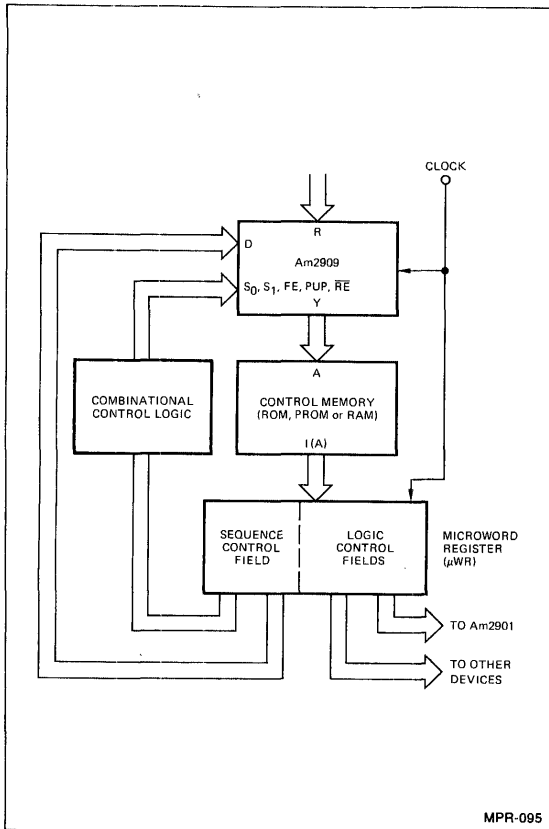 CLOCK
R
D
Am2909
S0, S1, FE, PUP, R̅E̅
Y
A
COMBINATIONAL
CONTROL LOGIC
CONTROL MEMORY
(ROM, PROM or RAM)
I(A)
SEQUENCE
CONTROL
FIELD
LOGIC
CONTROL
FIELDS
MICROWORD
REGISTER
(μWR)
TO Am2901
TO OTHER
DEVICES
MPR-095